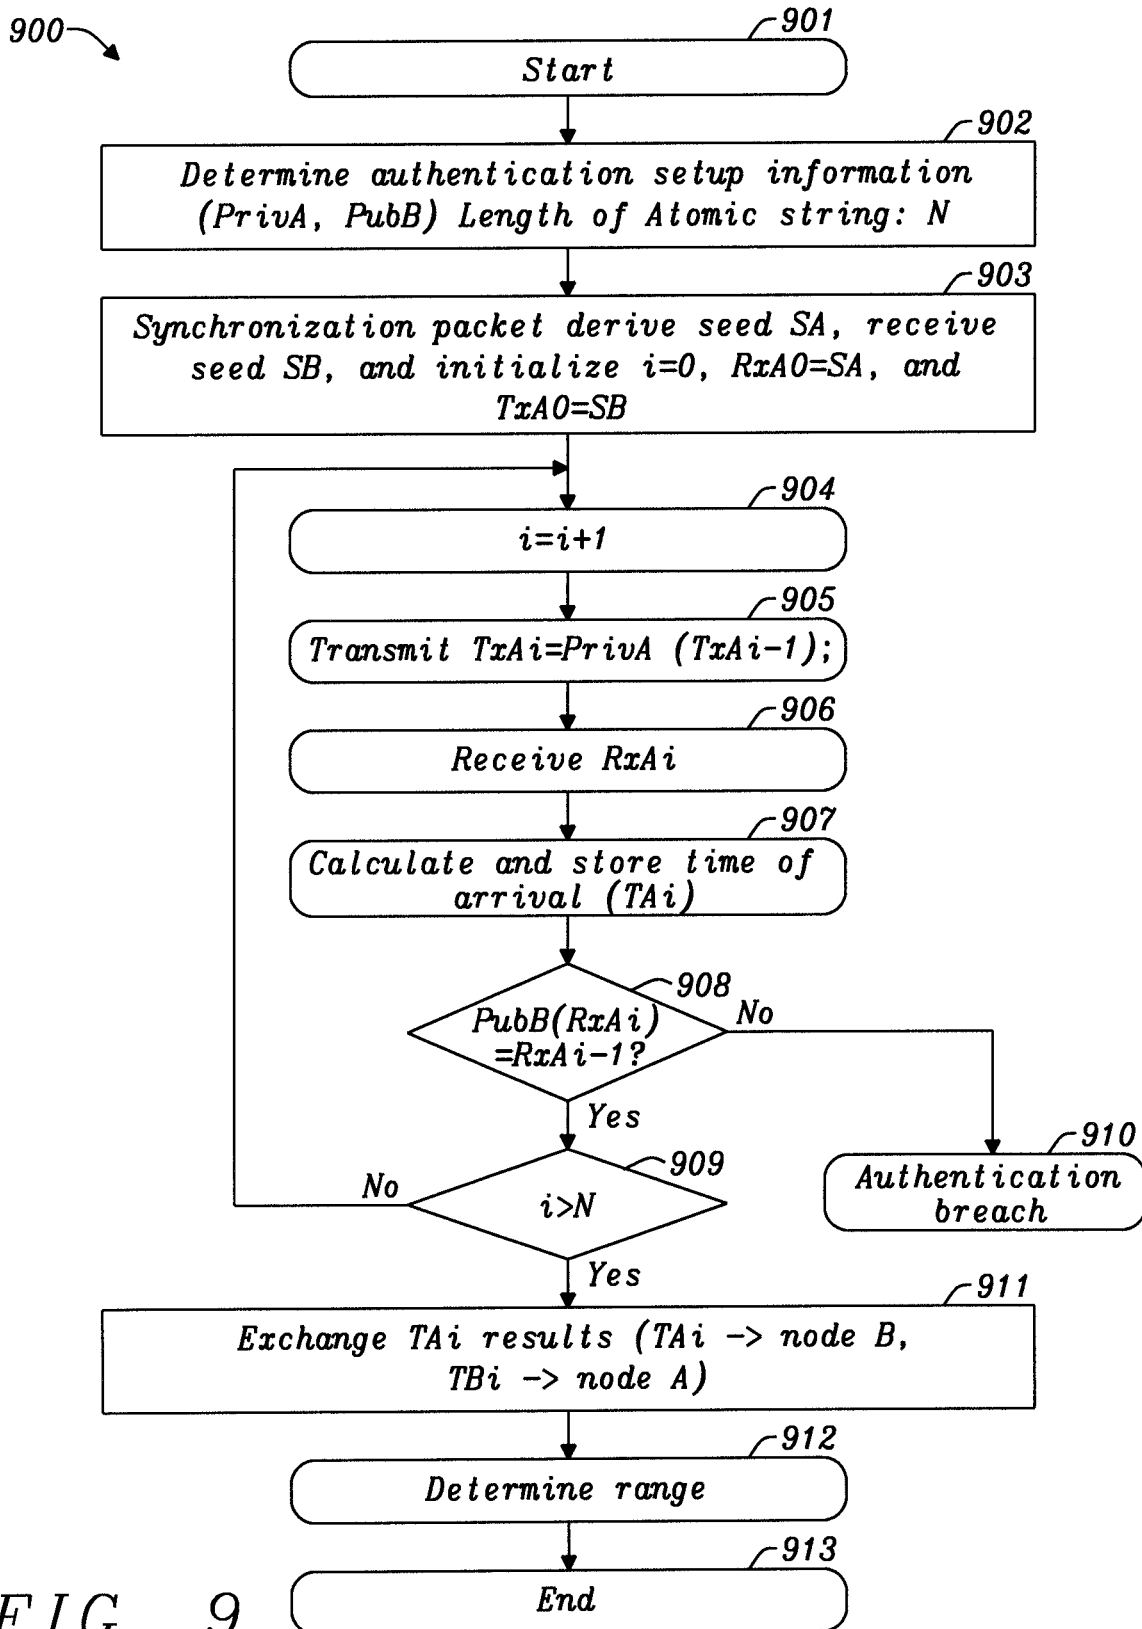 900
901
Start
902
Determine authentication setup information
(PrivA, PubB) Length of Atomic string: N
903
Synchronization packet derive seed SA, receive
seed SB, and initialize i=0, RxA0=SA, and
TxA0=SB
904
i=i+1
905
Transmit TxAi=PrivA (TxAi-1);
906
Receive RxAi
907
Calculate and store time of
arrival (TAi)
908
PubB(RxAi)
=RxAi-1?
No
Yes
909
i>N
No
910
Authentication
breach
Yes
911
Exchange TAi results (TAi -> node B,
TBi -> node A)
912
Determine range
913
End
FIG. 9